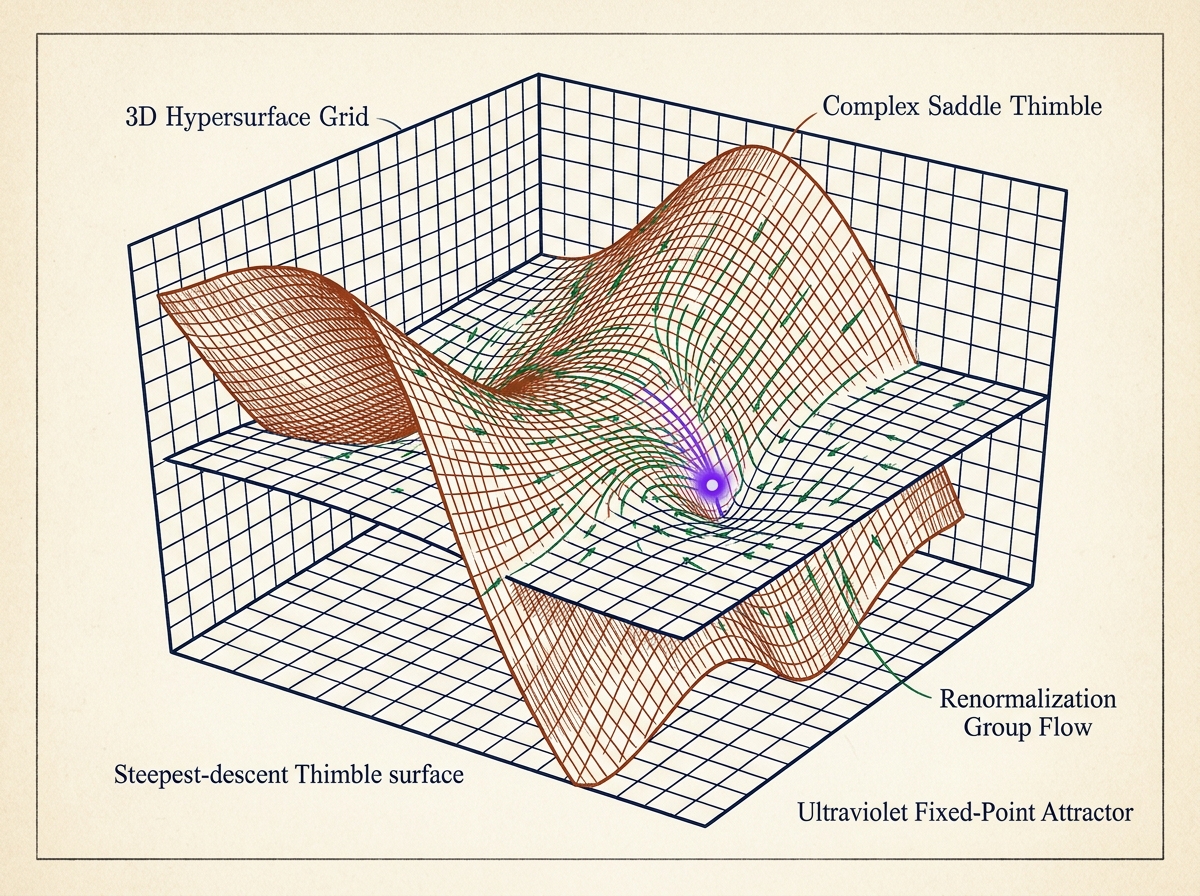 3D Hypersurface Grid
Complex Saddle Thimble
Renormalization
Group Flow
Steepest-descent Thimble surface
Ultraviolet Fixed-Point Attractor